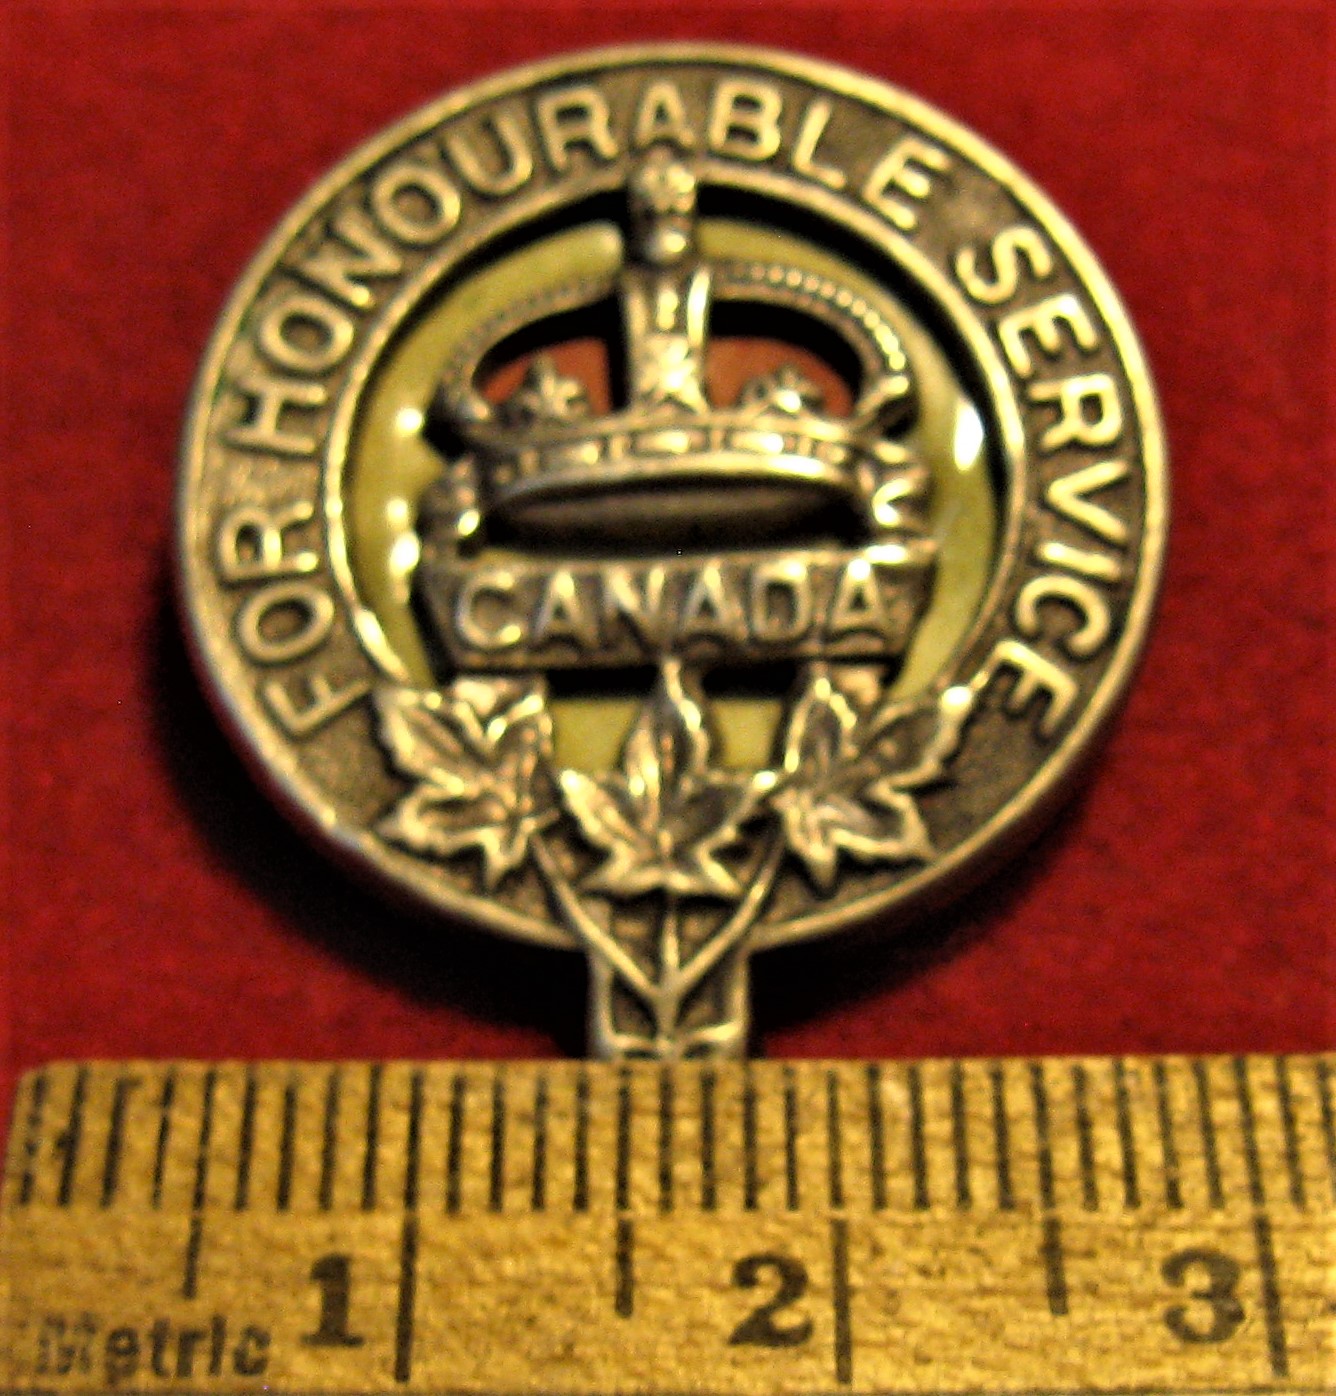 FOR HONOURABLE SERVICE
CANADA
1 2 3
Metric